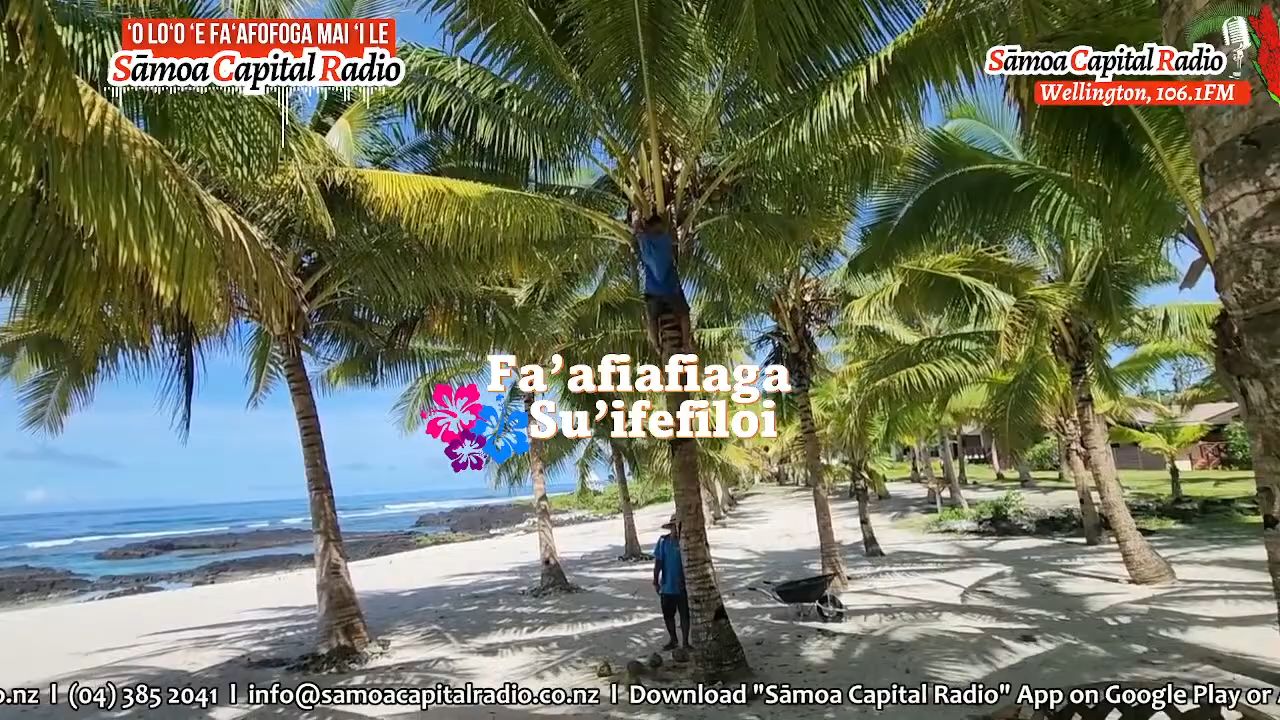 ‘O LO‘O ‘E FA‘AFOFOGA MAI ‘I LE
Sāmoa Capital Radio
Sāmoa Capital Radio
Wellington, 106.1FM
Fa’afiafiaga
Su’ifefiloi
o.nz | (04) 385 2041 | info@samoacapitalradio.co.nz | Download "Sāmoa Capital Radio" App on Google Play or